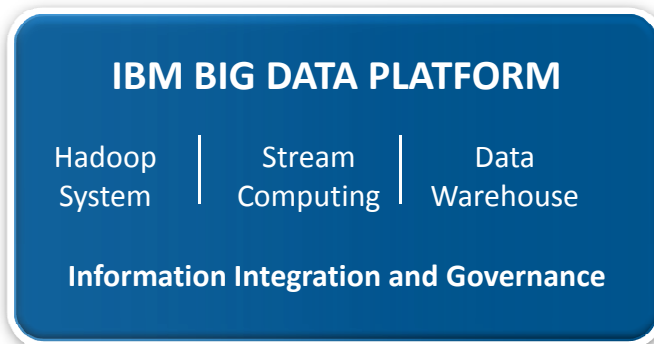 IBM BIG DATA PLATFORM
Hadoop System
Stream Computing
Data Warehouse
Information Integration and Governance